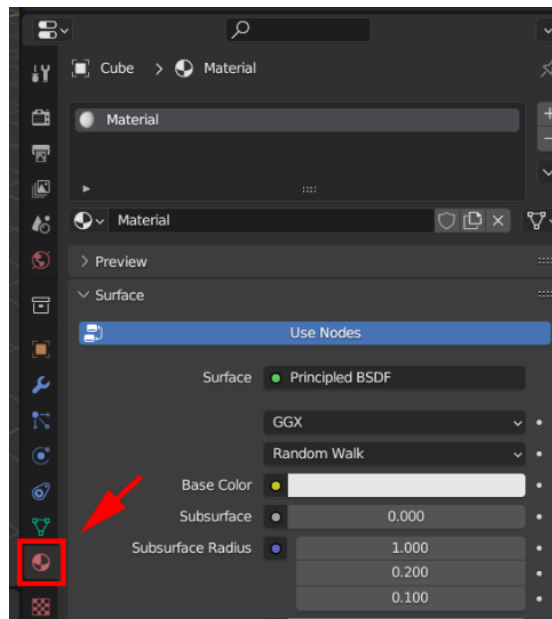 Cube > Material
Material
Material
Preview
Surface
Use Nodes
Surface Principled BSDF
GGX
Random Walk
Base Color
Subsurface 0.000
Subsurface Radius 1.000
0.200
0.100